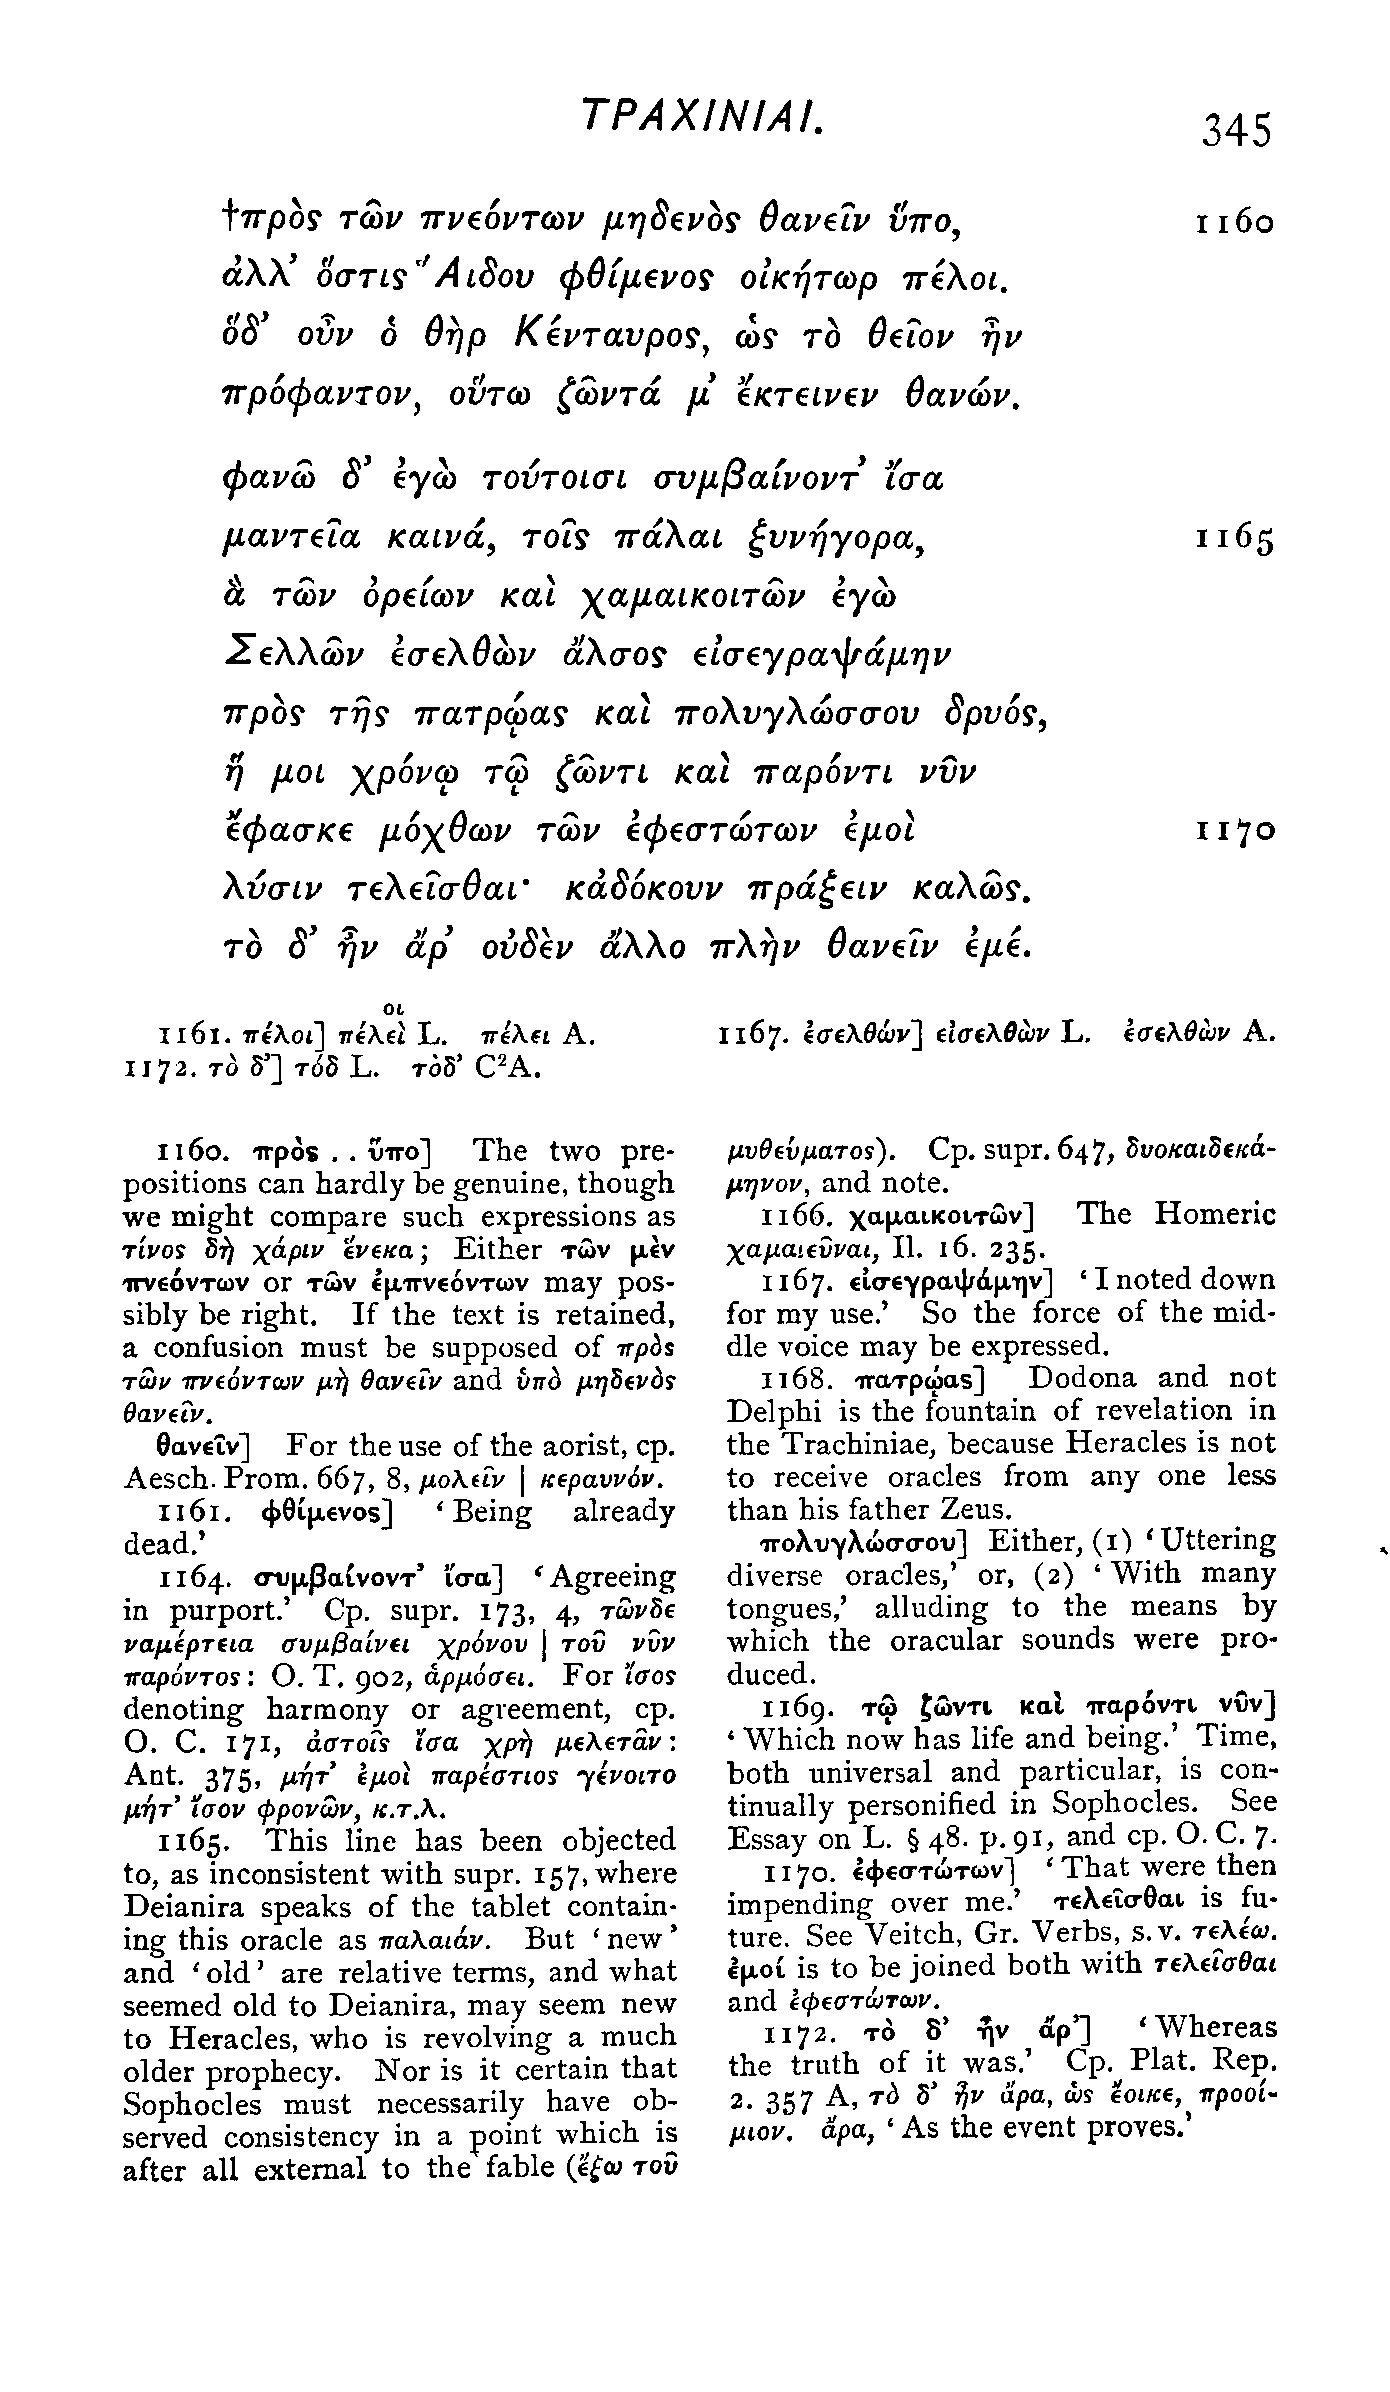 ΤΡΑΧΙΝΙΑΙ.
345
†πρὸς τῶν πνεόντων μηδενὸς θανεῖν ὕπο, 1160
ἀλλ’ ὅστις Ἅιδου φθίμενος οἰκήτωρ πέλοι.
ὅδ’ οὖν ὁ θὴρ Κένταυρος, ὡς τὸ θεῖον ἦν
πρόφαντον, οὕτω ζῶντά μ’ ἔκτεινεν θανών.
φανῶ δ’ ἐγὼ τούτοισι συμβαίνοντ’ ἴσα
μαντεῖα καινά, τοῖς πάλαι ξυνήγορα, 1165
ἃ τῶν ὀρείων καὶ χαμαικοιτῶν ἐγὼ
Σελλῶν ἐσελθὼν ἄλσος εἰσεγραψάμην
πρὸς τῆς πατρῴας καὶ πολυγλώσσου δρυός,
ἥ μοι χρόνῳ τῷ ζῶντι καὶ παρόντι νῦν
ἔφασκε μόχθων τῶν ἐφεστώτων ἐμοὶ 1170
λύσιν τελεῖσθαι· κἀδόκουν πράξειν καλῶς.
τὸ δ’ ἦν ἄρ’ οὐδὲν ἄλλο πλὴν θανεῖν ἐμέ.
οι
1161. πέλοι] πέλεὶ L. πέλει A. 1167. ἐσελθών] εἰσελθὼν L. ἐσελθὼν A.
1172. τὸ δ’] τόδ L. τὸδ’ C²A.
1160. πρὸς . . ὕπο] The two pre-
positions can hardly be genuine, though
we might compare such expressions as
τίνος δὴ χάριν ἕνεκα; Either τῶν μὲν
πνεόντων or τῶν ἐμπνεόντων may pos-
sibly be right. If the text is retained,
a confusion must be supposed of πρὸς
τῶν πνεόντων μὴ θανεῖν and ὑπὸ μηδενὸς
θανεῖν.
θανεῖν] For the use of the aorist, cp.
Aesch. Prom. 667, 8, μολεῖν | κεραυνόν.
1161. φθίμενος] ‘Being already
dead.’
1164. συμβαίνοντ’ ἴσα] ‘Agreeing
in purport.’ Cp. supr. 173, 4, τῶνδε
ναμέρτεια συμβαίνει χρόνου | τοῦ νῦν
παρόντος: O. T. 902, ἁρμόσει. For ἴσος
denoting harmony or agreement, cp.
O. C. 171, ἀστοῖς ἴσα χρὴ μελετᾶν:
Ant. 375, μήτ’ ἐμοὶ παρέστιος γένοιτο
μήτ’ ἴσον φρονῶν, κ.τ.λ.
1165. This line has been objected
to, as inconsistent with supr. 157, where
Deianira speaks of the tablet contain-
ing this oracle as παλαιάν. But ‘new’
and ‘old’ are relative terms, and what
seemed old to Deianira, may seem new
to Heracles, who is revolving a much
older prophecy. Nor is it certain that
Sophocles must necessarily have ob-
served consistency in a point which is
after all external to the fable (ἔξω τοῦ
μυθεύματος). Cp. supr. 647, δυοκαιδεκά-
μηνον, and note.
1166. χαμαικοιτῶν] The Homeric
χαμαιεῦναι, Il. 16. 235.
1167. εἰσεγραψάμην] ‘I noted down
for my use.’ So the force of the mid-
dle voice may be expressed.
1168. πατρῴας] Dodona and not
Delphi is the fountain of revelation in
the Trachiniae, because Heracles is not
to receive oracles from any one less
than his father Zeus.
πολυγλώσσου] Either, (1) ‘Uttering
diverse oracles,’ or, (2) ‘With many
tongues,’ alluding to the means by
which the oracular sounds were pro-
duced.
1169. τῷ ζῶντι καὶ παρόντι νῦν]
‘Which now has life and being.’ Time,
both universal and particular, is con-
tinually personified in Sophocles. See
Essay on L. § 48. p. 91, and cp. O. C. 7.
1170. ἐφεστώτων] ‘That were then
impending over me.’ τελεῖσθαι is fu-
ture. See Veitch, Gr. Verbs, s. v. τελέω.
ἐμοί is to be joined both with τελεῖσθαι
and ἐφεστώτων.
1172. τὸ δ’ ἦν ἄρ’] ‘Whereas
the truth of it was.’ Cp. Plat. Rep.
2. 357 A, τὸ δ’ ἦν ἄρα, ὡς ἔοικε, προοί-
μιον. ἄρα, ‘As the event proves.’